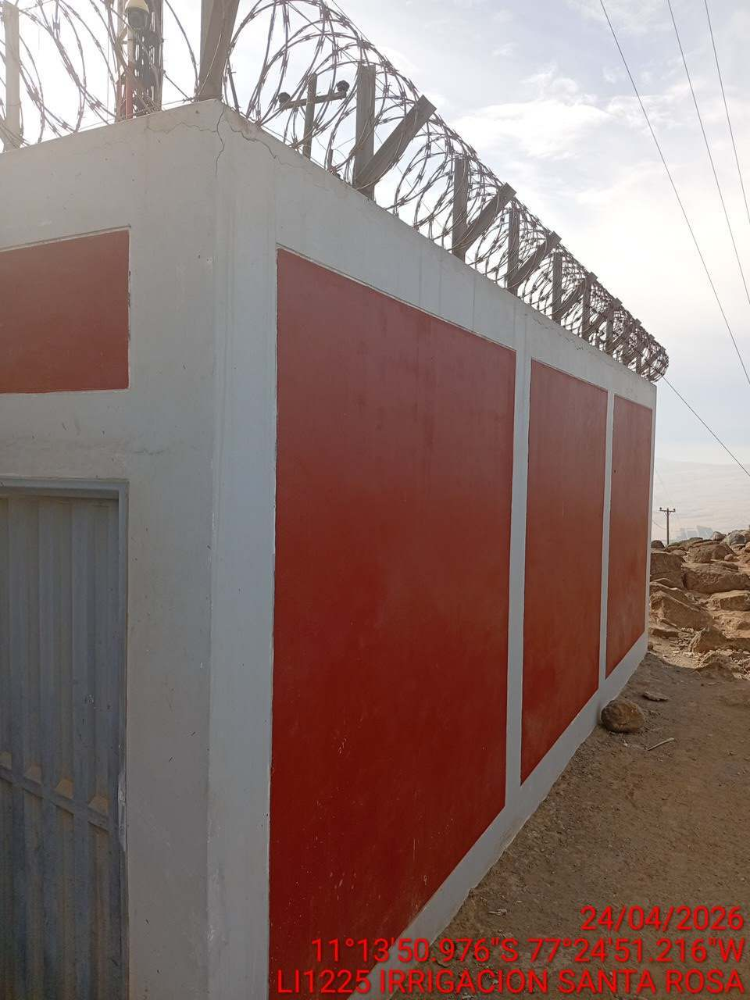 24/04/2026
11°13'50.976"S 77°24'51.216"W
LI1225 IRRIGACION SANTA ROSA